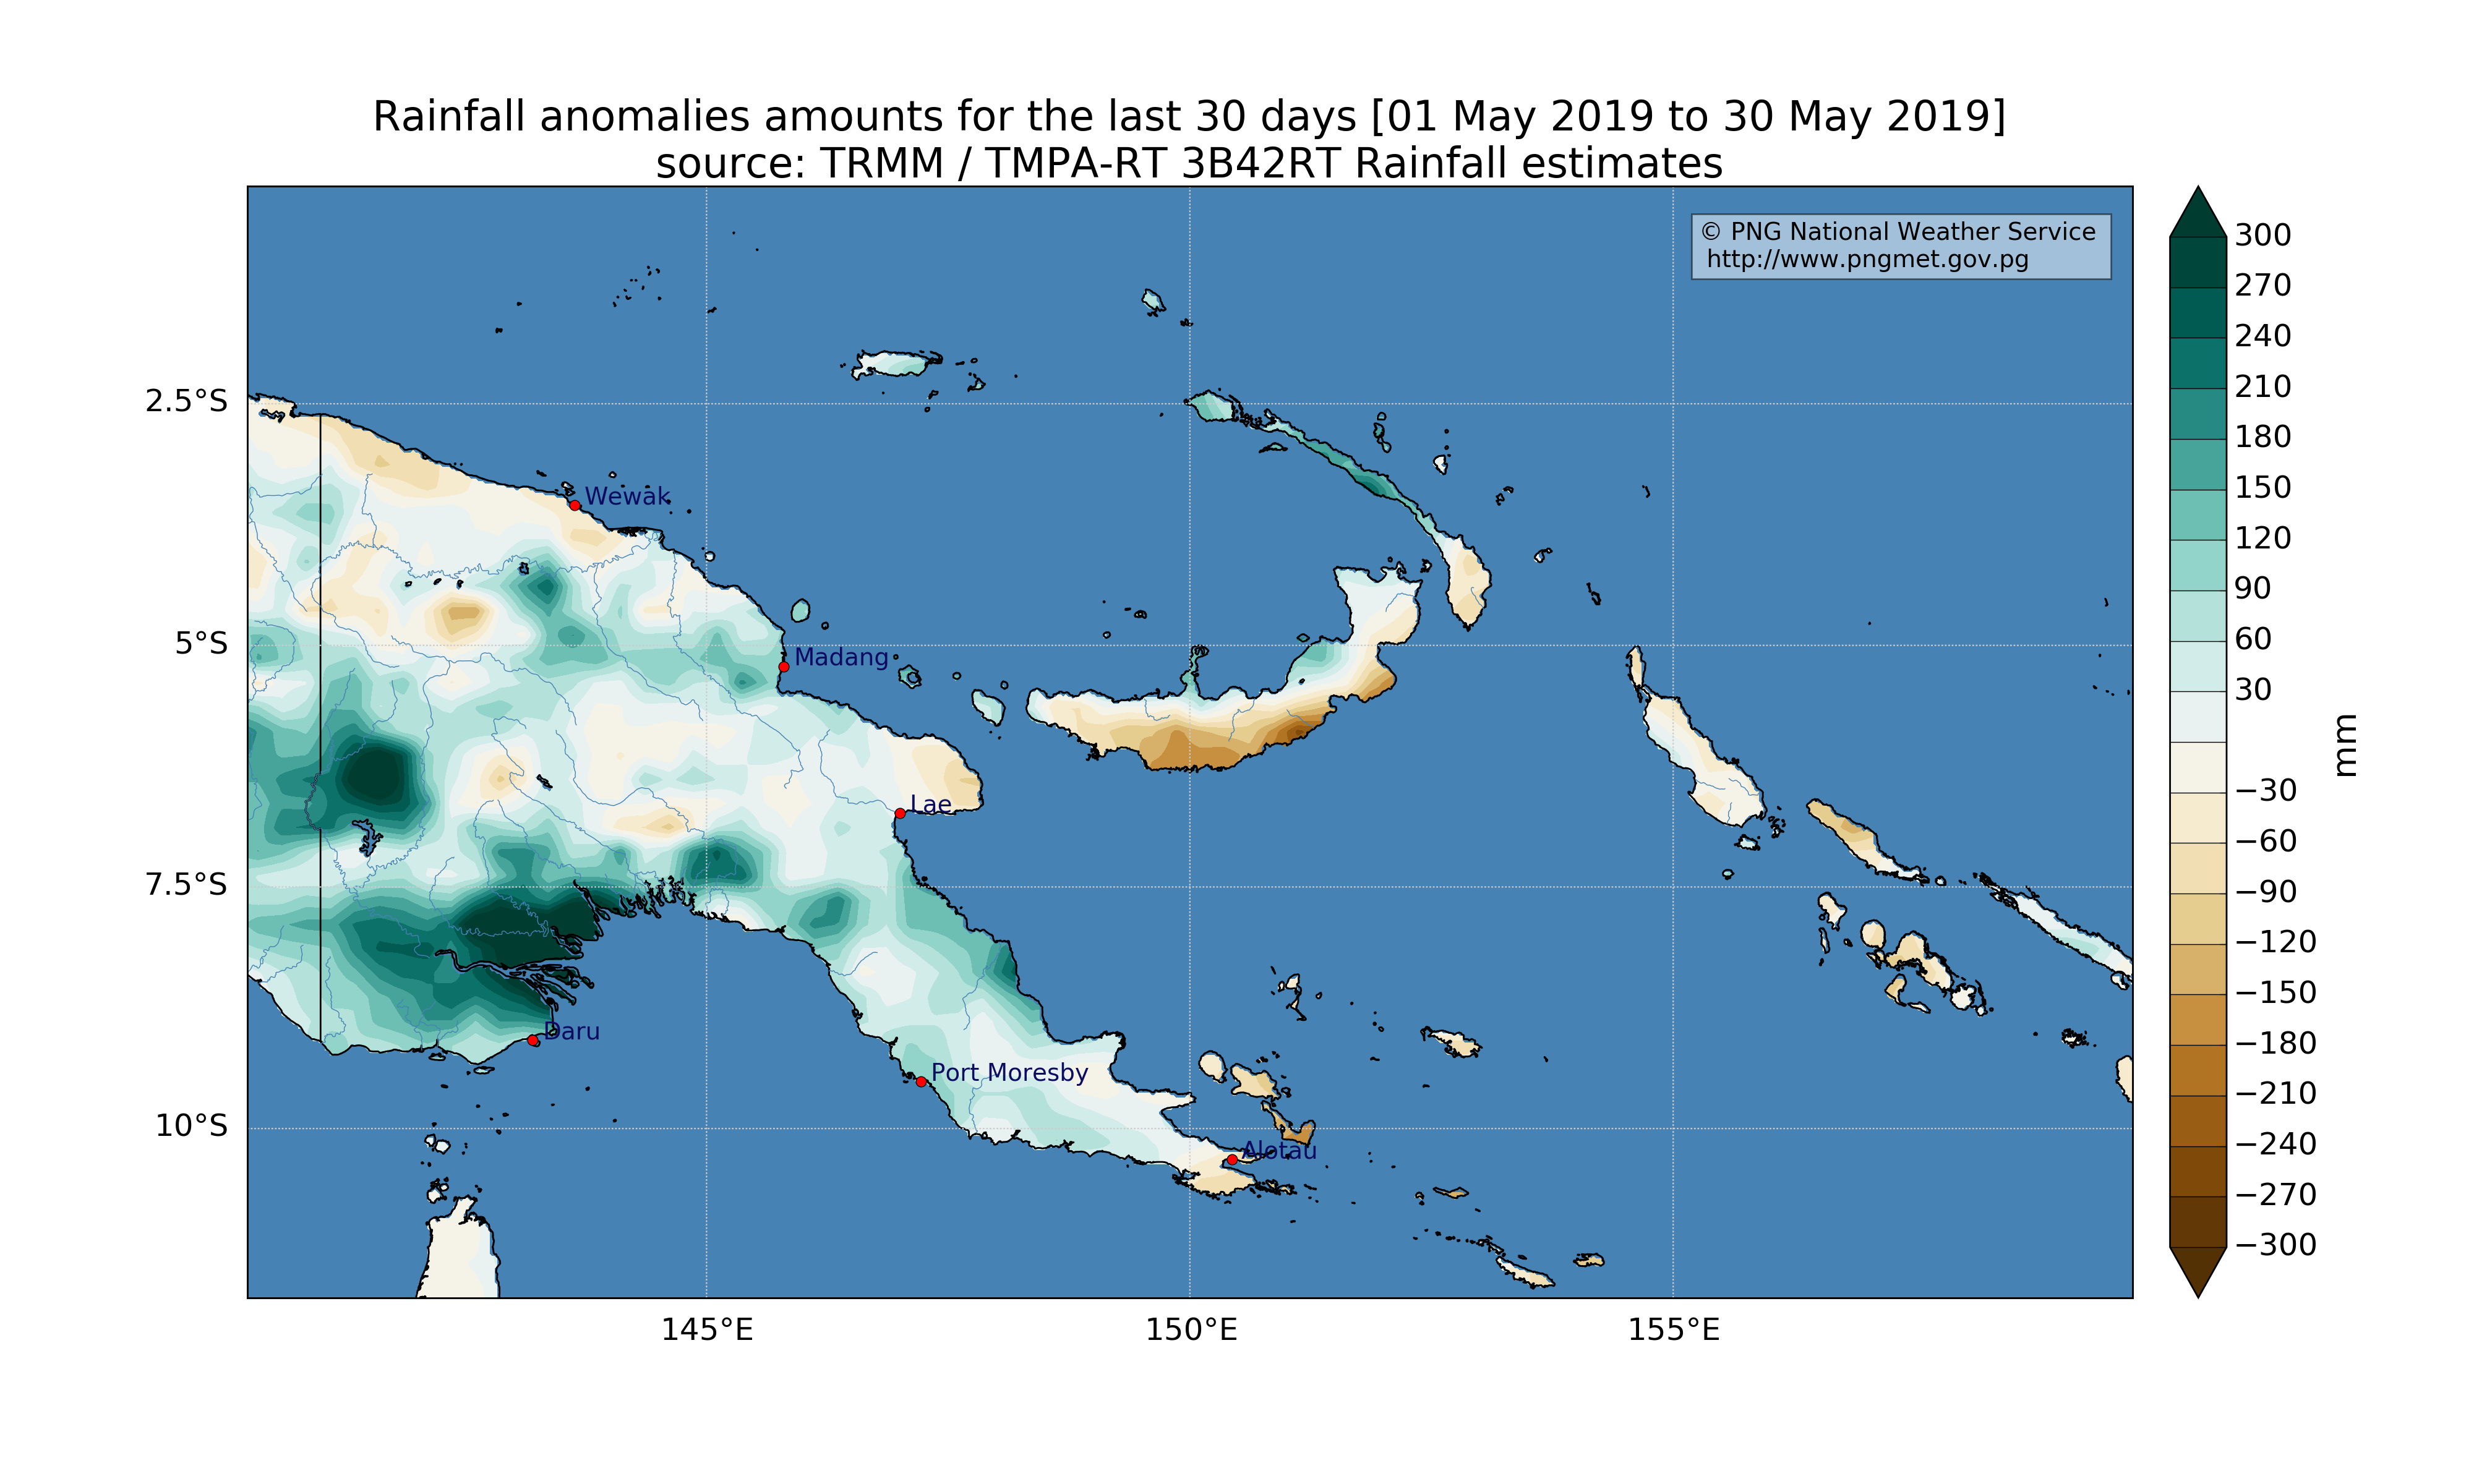 Rainfall anomalies amounts for the last 30 days [01 May 2019 to 30 May 2019]
source: TRMM / TMPA-RT 3B42RT Rainfall estimates
© PNG National Weather Service
http://www.pngmet.gov.pg
2.5°S
5°S
7.5°S
10°S
145°E
150°E
155°E
Wewak
Madang
Lae
Daru
Port Moresby
Alotau
300
270
240
210
180
150
120
90
60
30
−30
−60
−90
−120
−150
−180
−210
−240
−270
−300
mm